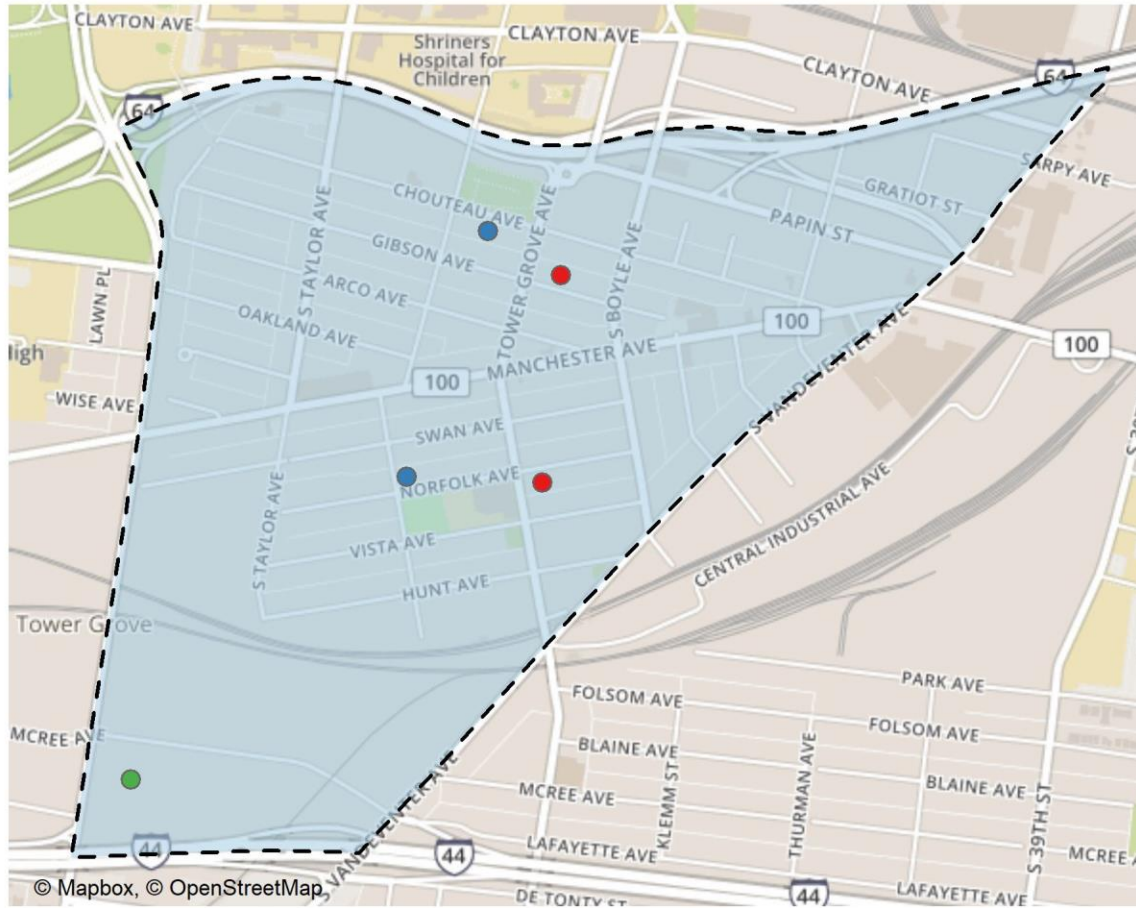 CLAYTON AVE
CLAYTON AVE
Shriners
Hospital for
Children
CLAYTON AVE
64
64
SARPY AVE
GRATIOT ST
CHOUTEAU AVE
PAPIN ST
S TAYLOR AVE
GIBSON AVE
TOWER GROVE AVE
S BOYLE AVE
ARCO AVE
LAWN PL
OAKLAND AVE
100
100
MANCHESTER AVE
100
S VANDEVENTER AVE
WISE AVE
SWAN AVE
NORFOLK AVE
S TAYLOR AVE
VISTA AVE
HUNT AVE
CENTRAL INDUSTRIAL AVE
Tower Grove
PARK AVE
FOLSOM AVE
FOLSOM AVE
MCREE AVE
BLAINE AVE
BLAINE AVE
KLEMM ST
THURMAN AVE
S 39TH ST
MCREE AVE
S VANDEVENTER AVE
44
44
LAFAYETTE AVE
MCREE A
44
LAFAYETTE AVE
DE TONTY ST
© Mapbox, © OpenStreetMap